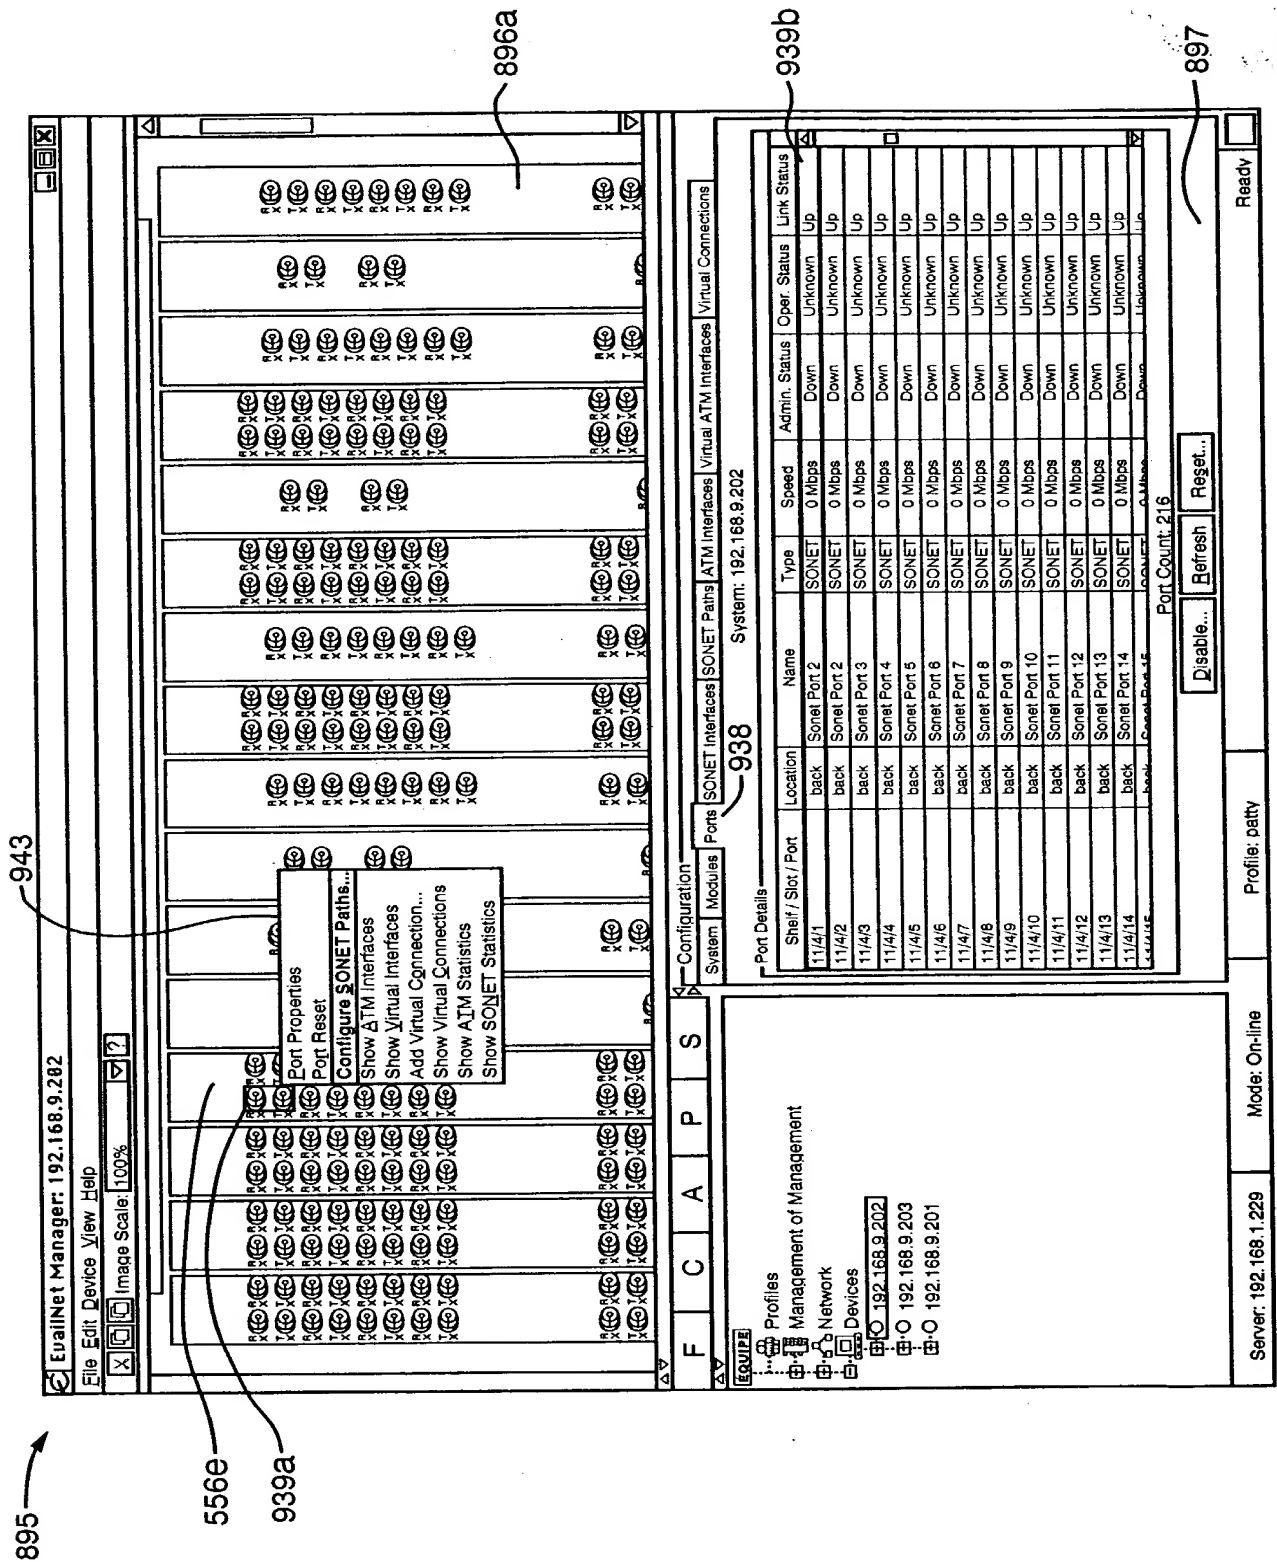 895
943
EvaliNet Manager: 192.168.9.202
File Edit Device View Help
Image Scale: 100% ?
556e
939a
896a
Port Properties
Port Reset
Configure SONET Paths...
Show ATM Interfaces
Show Virtual Interfaces
Add Virtual Connection...
Show Virtual Connections
Show ATM Statistics
Show SONET Statistics
F C A P S
EQUIPE
Profiles
Management of Management
Network
Devices
192.168.9.202
192.168.9.203
192.168.9.201
Configuration
System Modules Ports SONET Interfaces SONET Paths ATM Interfaces Virtual ATM Interfaces Virtual Connections
938
System: 192.168.9.202
939b
Port Details
Shelf / Slot / Port Location Name Type Speed Admin. Status Oper. Status Link Status
11/4/1 back Sonet Port 2 SONET 0 Mbps Down Unknown Up
11/4/2 back Sonet Port 2 SONET 0 Mbps Down Unknown Up
11/4/3 back Sonet Port 3 SONET 0 Mbps Down Unknown Up
11/4/4 back Sonet Port 4 SONET 0 Mbps Down Unknown Up
11/4/5 back Sonet Port 5 SONET 0 Mbps Down Unknown Up
11/4/6 back Sonet Port 6 SONET 0 Mbps Down Unknown Up
11/4/7 back Sonet Port 7 SONET 0 Mbps Down Unknown Up
11/4/8 back Sonet Port 8 SONET 0 Mbps Down Unknown Up
11/4/9 back Sonet Port 9 SONET 0 Mbps Down Unknown Up
11/4/10 back Sonet Port 10 SONET 0 Mbps Down Unknown Up
11/4/11 back Sonet Port 11 SONET 0 Mbps Down Unknown Up
11/4/12 back Sonet Port 12 SONET 0 Mbps Down Unknown Up
11/4/13 back Sonet Port 13 SONET 0 Mbps Down Unknown Up
11/4/14 back Sonet Port 14 SONET 0 Mbps Down Unknown Up
11/4/15 back Sonet Port 15 SONET 0 Mbps Down Unknown Up
Port Count: 216
Disable... Refresh Reset...
897
Server: 192.168.1.229 Mode: On-line Profile: patty Ready